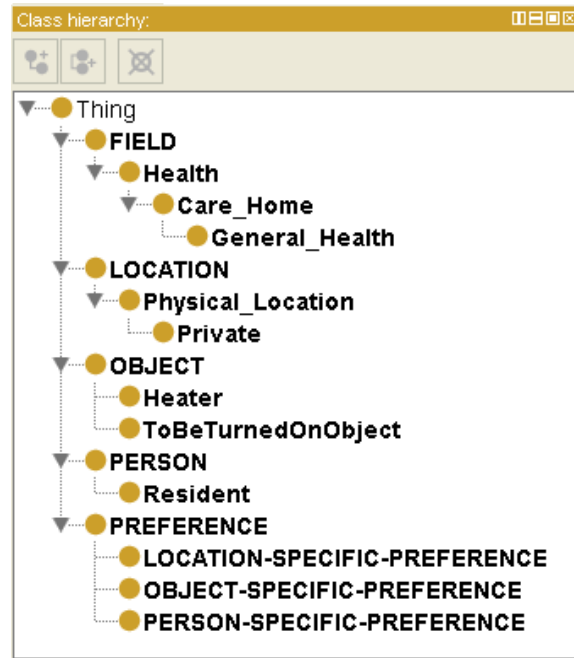 Class hierarchy:
Thing
FIELD
Health
Care_Home
General_Health
LOCATION
Physical_Location
Private
OBJECT
Heater
ToBeTurnedOnObject
PERSON
Resident
PREFERENCE
LOCATION-SPECIFIC-PREFERENCE
OBJECT-SPECIFIC-PREFERENCE
PERSON-SPECIFIC-PREFERENCE